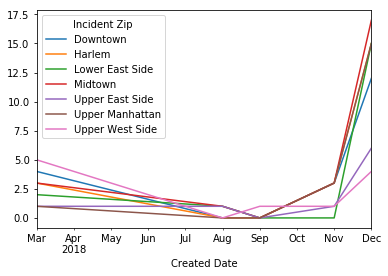 17.5
15.0
12.5
10.0
7.5
5.0
2.5
0.0
Incident Zip
Downtown
Harlem
Lower East Side
Midtown
Upper East Side
Upper Manhattan
Upper West Side
Mar Apr May Jun Jul Aug Sep Oct Nov Dec
2018
Created Date